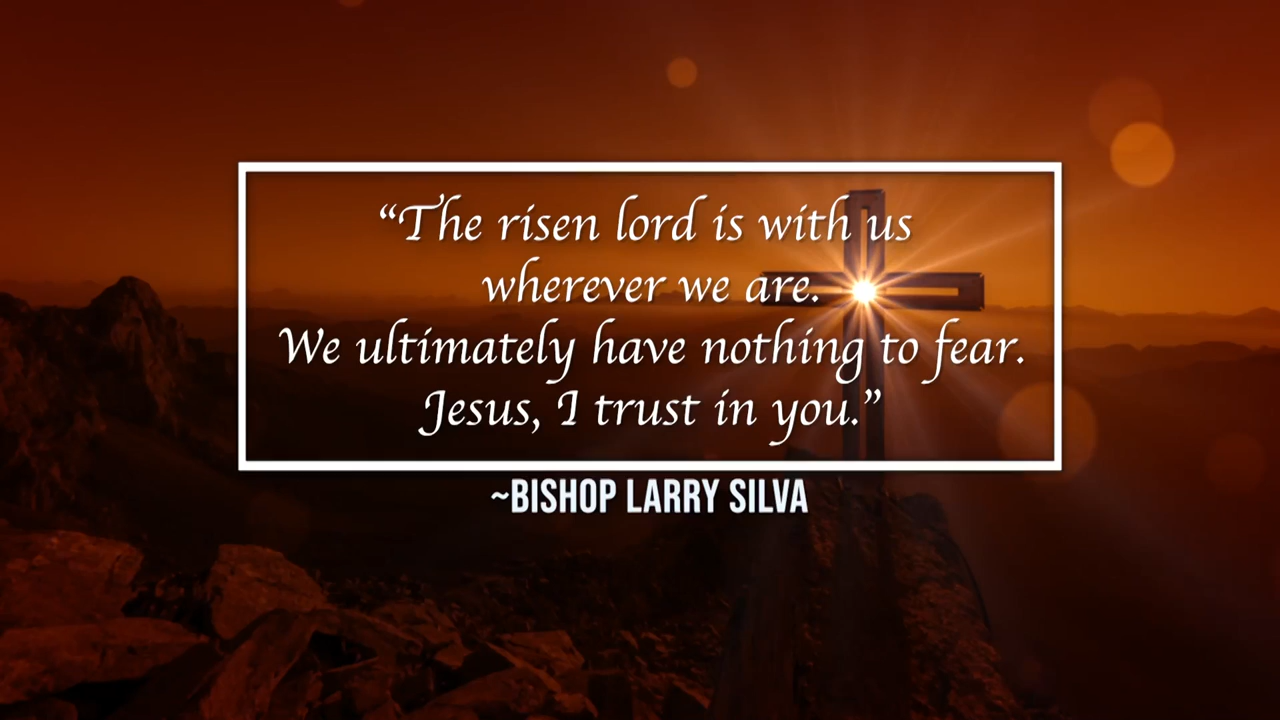 “The risen lord is with us
wherever we are.
We ultimately have nothing to fear.
Jesus, I trust in you.”
~BISHOP LARRY SILVA